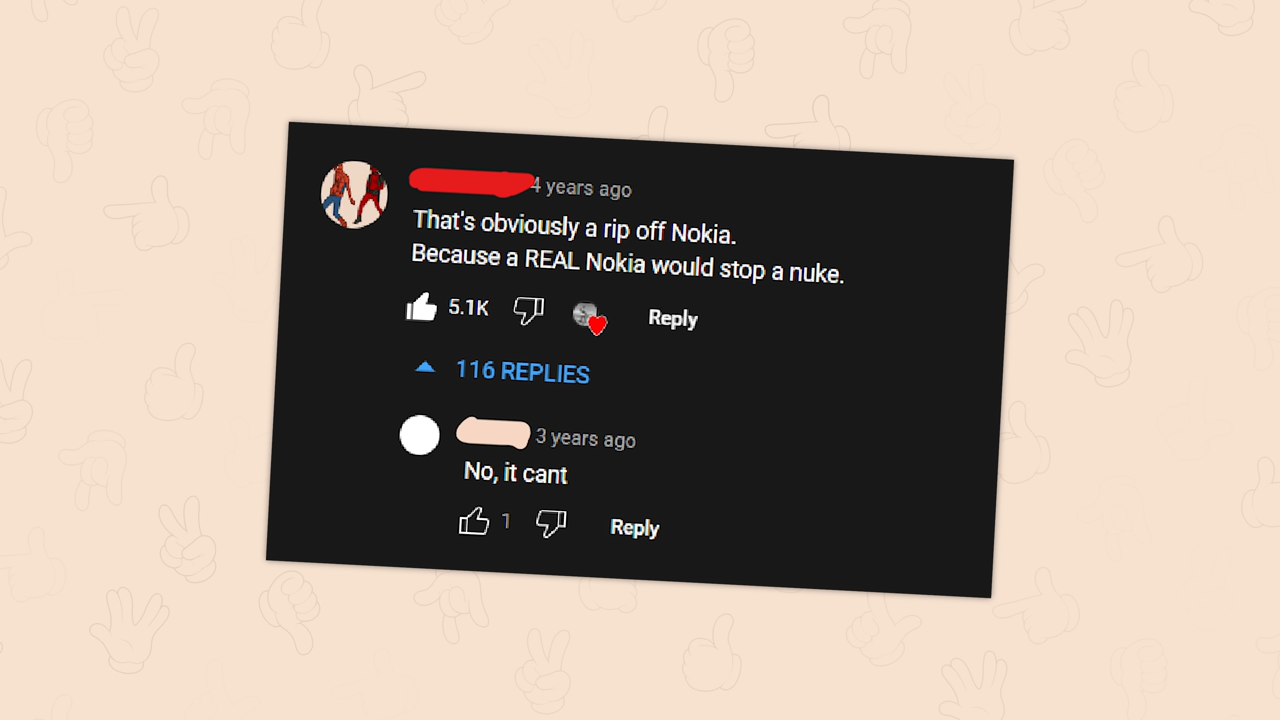 4 years ago
That's obviously a rip off Nokia.
Because a REAL Nokia would stop a nuke.
5.1K Reply
116 REPLIES
3 years ago
No, it cant
1 Reply